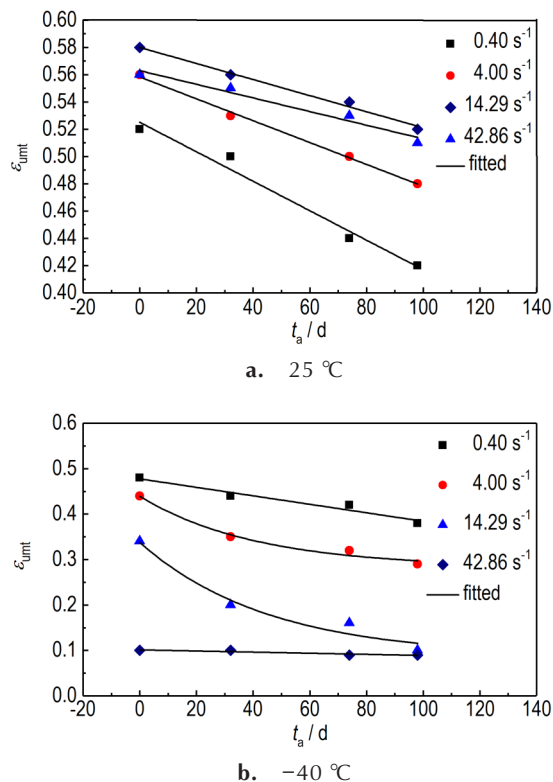 0.60
0.58
0.56
0.54
0.52
0.50
0.48
0.46
0.44
0.42
0.40
εumt
0.40 s-1
4.00 s-1
14.29 s-1
42.86 s-1
fitted
-20 0 20 40 60 80 100 120 140
ta / d
a. 25 ℃
0.6
0.5
0.4
0.3
0.2
0.1
0.0
εumt
0.40 s-1
4.00 s-1
14.29 s-1
42.86 s-1
fitted
-20 0 20 40 60 80 100 120 140
ta / d
b. −40 ℃